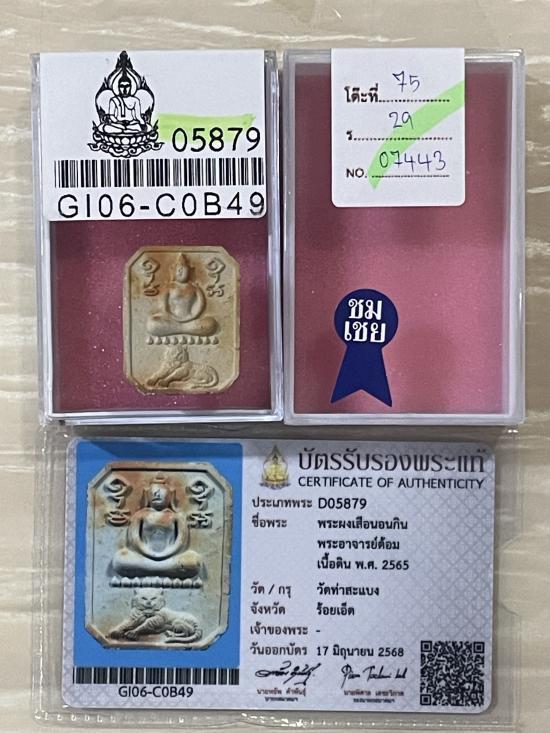 05879
GI06-C0B49
โต๊ะที่ 75
ร 29
NO. 07443
ชม
เชย
บัตรรับรองพระแท้
CERTIFICATE OF AUTHENTICITY
ประเภทพระ D05879
ชื่อพระ พระผงเสือนอนกิน
พระอาจารย์ต้อม
เนื้อดิน พ.ศ. 2565
วัด / กรุ วัดท่าสะแบง
จังหวัด ร้อยเอ็ด
เจ้าของพระ -
วันออกบัตร 17 มิถุนายน 2568
GI06-C0B49